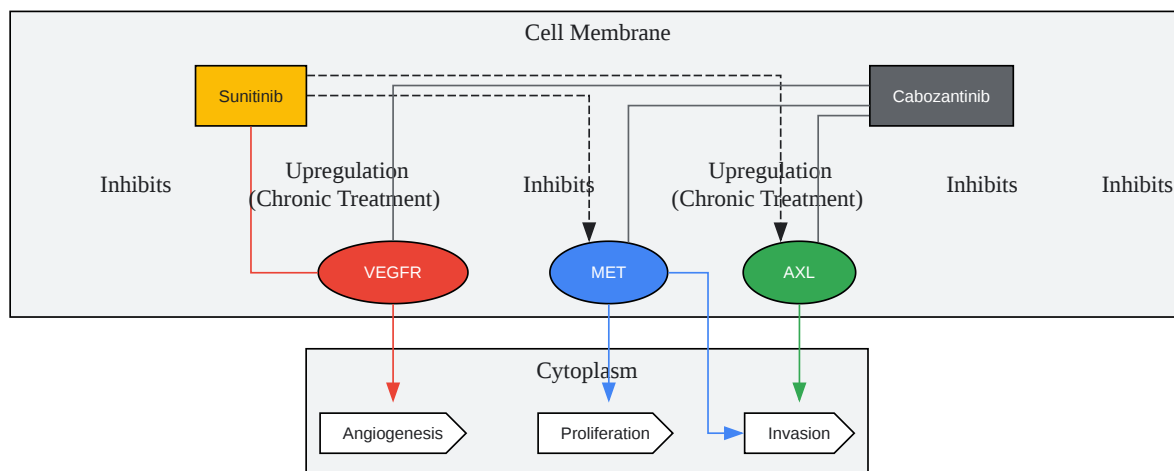 Cell Membrane
Sunitinib
Cabozantinib
Inhibits
Upregulation
(Chronic Treatment)
Inhibits
Upregulation
(Chronic Treatment)
Inhibits
Inhibits
VEGFR
MET
AXL
Cytoplasm
Angiogenesis
Proliferation
Invasion